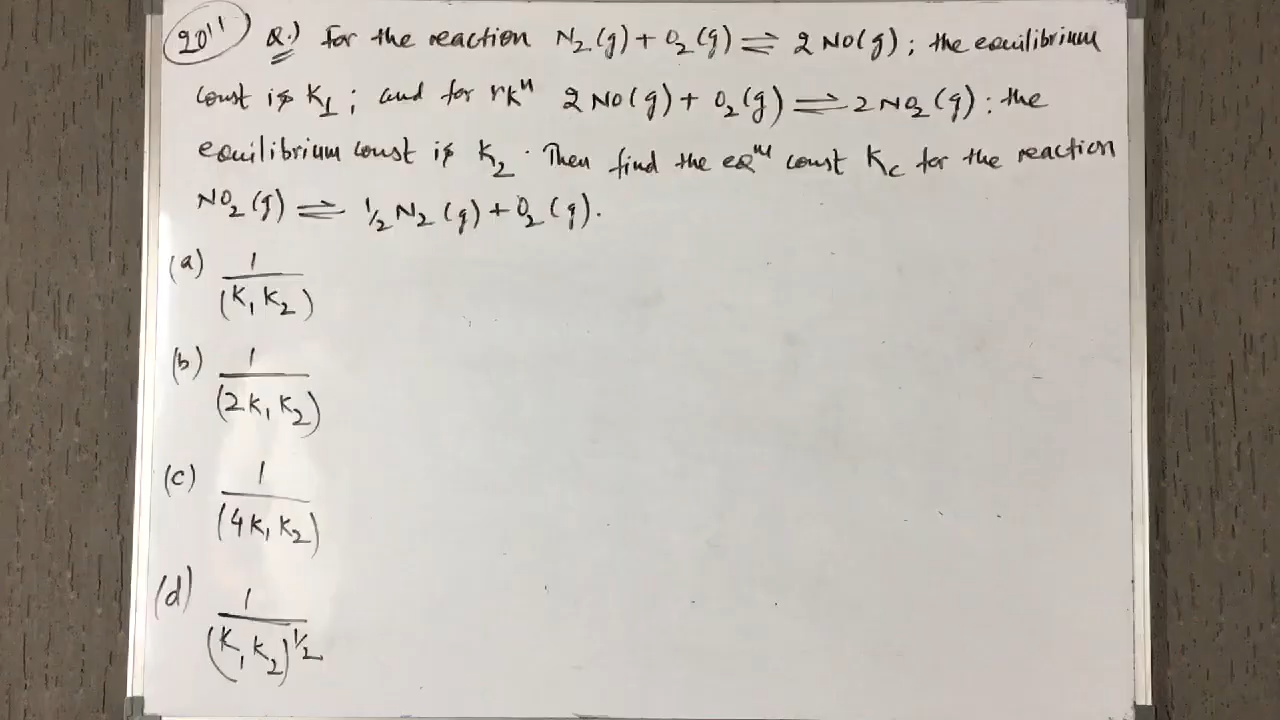 2011 Q.) For the reaction N₂(g) + O₂(g) ⇌ 2NO(g); the equilibrium
const is K₁; and for rxⁿ 2NO(g) + O₂(g) ⇌ 2NO₂(g): the
equilibrium const is K₂. Then find the eqᵐ const Kc for the reaction
NO₂(g) ⇌ 1/2 N₂(g) + O₂(g).
(a) 1/(K₁K₂)
(b) 1/(2K₁K₂)
(c) 1/(4K₁K₂)
(d) 1/(K₁K₂)^1/2